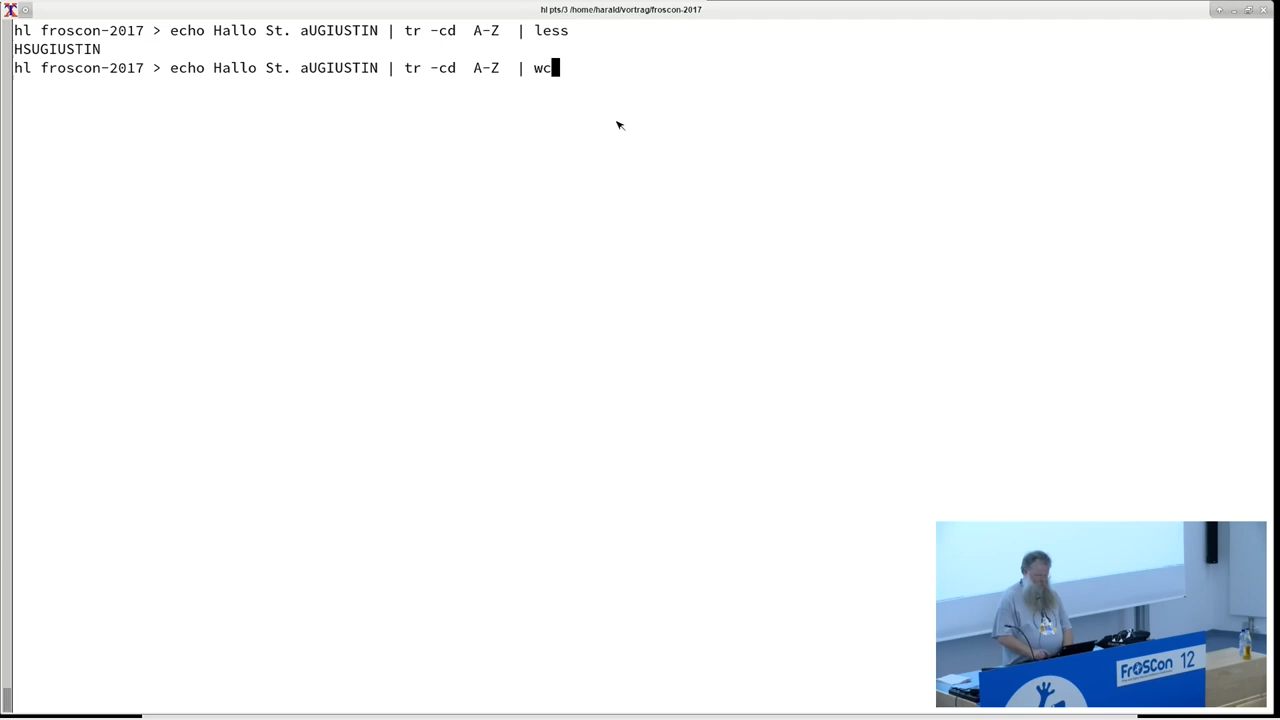 hl pts/3 /home/harald/vortrag/froscon-2017
hl froscon-2017 > echo Hallo St. aUGIUSTIN | tr -cd  A-Z  | less
HSUGIUSTIN
hl froscon-2017 > echo Hallo St. aUGIUSTIN | tr -cd  A-Z  | wc
FrOSCon 12